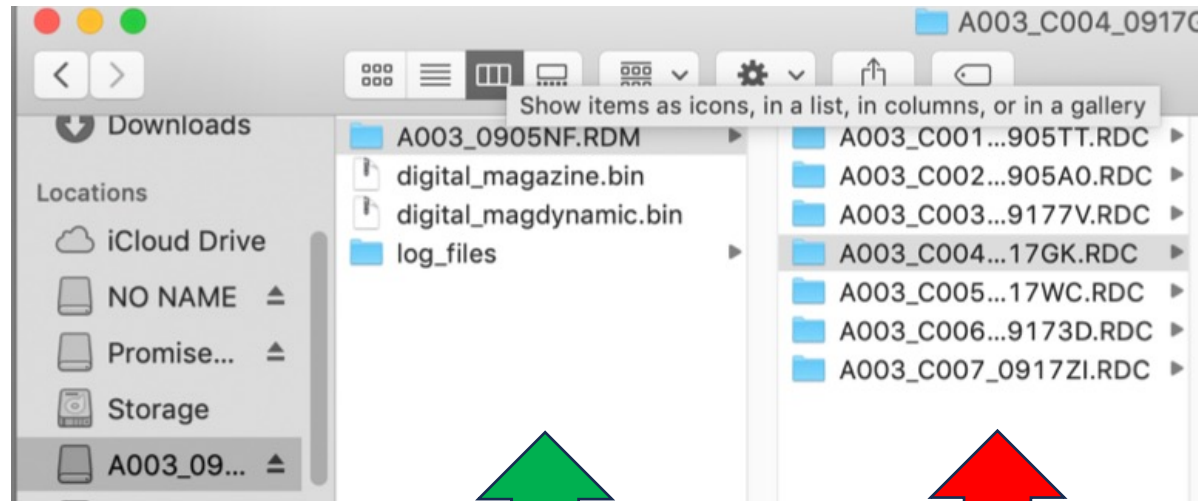 A003_C004_0917G
Show items as icons, in a list, in columns, or in a gallery
Downloads
Locations
iCloud Drive
NO NAME
Promise...
Storage
A003_09...
A003_0905NF.RDM
digital_magazine.bin
digital_magdynamic.bin
log_files
A003_C001...905TT.RDC
A003_C002...905A0.RDC
A003_C003...9177V.RDC
A003_C004...17GK.RDC
A003_C005...17WC.RDC
A003_C006...9173D.RDC
A003_C007_0917ZI.RDC